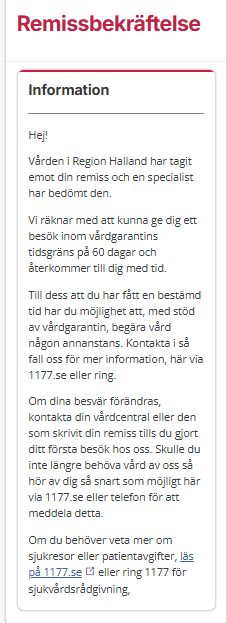 Remissbekräftelse
Information
Hej!
Vården i Region Halland har tagit
emot din remiss och en specialist
har bedömt den.
Vi räknar med att kunna ge dig ett
besök inom vårdgarantins
tidsgräns på 60 dagar och
återkommer till dig med tid.
Till dess att du har fått en bestämd
tid har du möjlighet att, med stöd
av vårdgarantin, begära vård
någon annanstans. Kontakta i så
fall oss för mer information, här via
1177.se eller ring.
Om dina besvär förändras,
kontakta din vårdcentral eller den
som skrivit din remiss tills du gjort
ditt första besök hos oss. Skulle du
inte längre behöva vård av oss så
hör av dig så snart som möjligt här
via 1177.se eller telefon för att
meddela detta.
Om du behöver veta mer om
sjukresor eller patientavgifter, läs
på 1177.se eller ring 1177 för
sjukvårdsrådgivning,